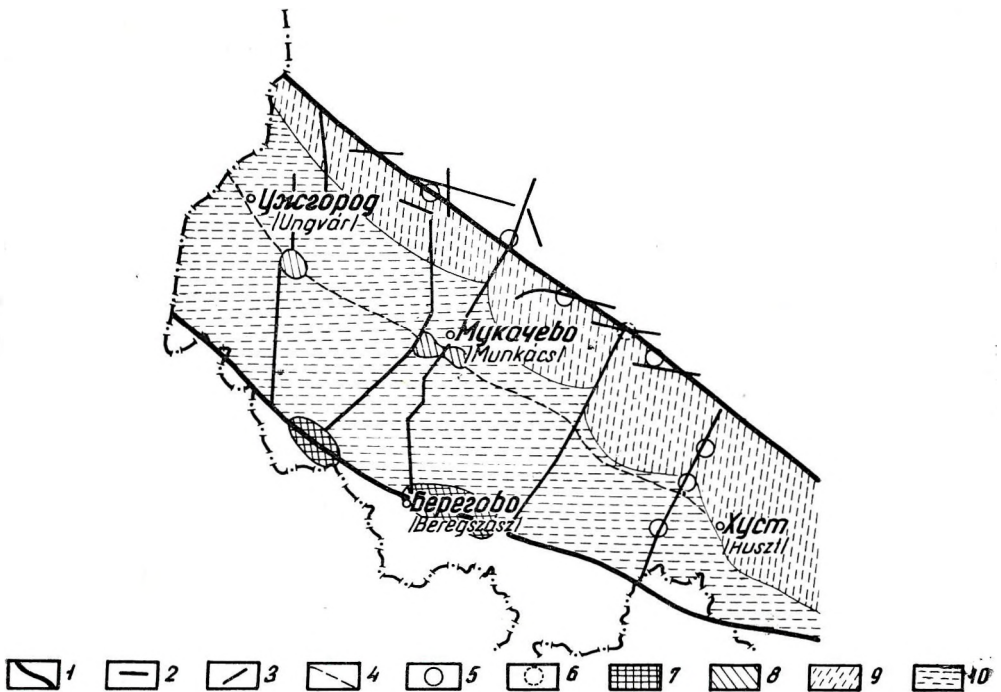 Ужгород
/Ungvár/
Мукачево
/Munkács/
Берегово
/Beregszász/
Хуст
/Huszt/
1 2 3 4 5 6 7 8 9 10